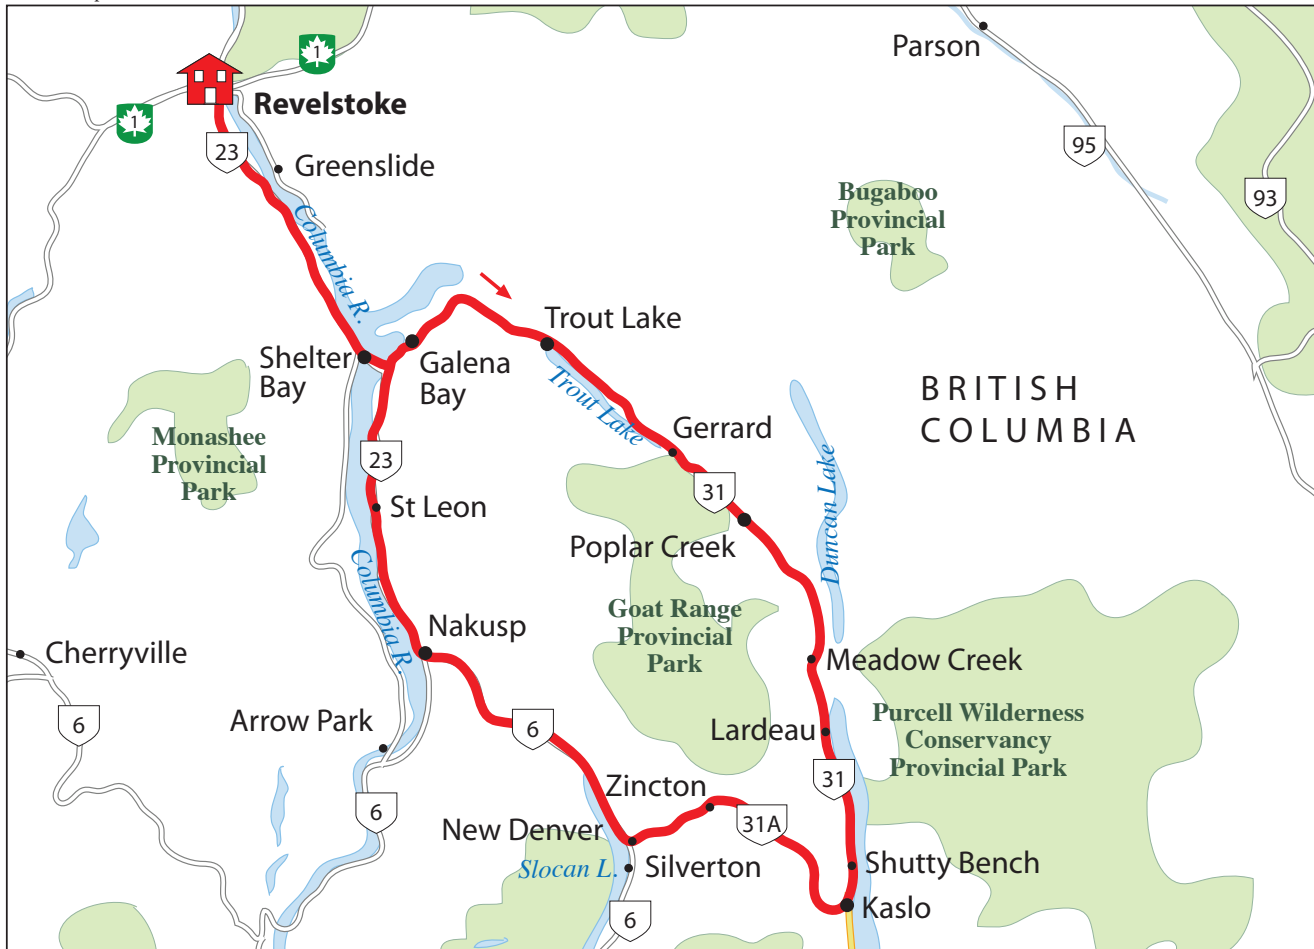 Parson
1
1
Revelstoke
23
95
Greenslide
93
Bugaboo
Provincial
Park
Columbia R.
Trout Lake
Shelter
Bay
Galena
Bay
Trout Lake
BRITISH
COLUMBIA
Monashee
Provincial
Park
Gerrard
23
31
Duncan Lake
St Leon
Poplar Creek
Columbia R.
Goat Range
Provincial
Park
Nakusp
Cherryville
Meadow Creek
6
Arrow Park
6
Lardeau
Purcell Wilderness
Conservancy
Provincial Park
31
Zincton
6
31A
New Denver
Slocan L.
Silverton
Shutty Bench
6
Kaslo